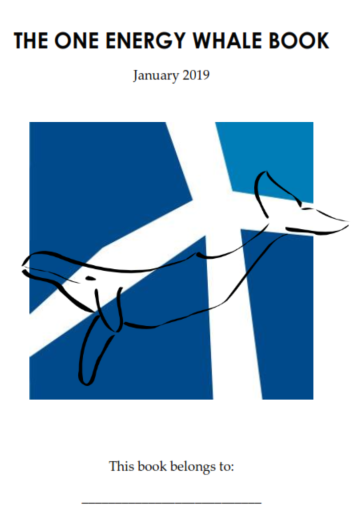 THE ONE ENERGY WHALE BOOK
January 2019
This book belongs to: